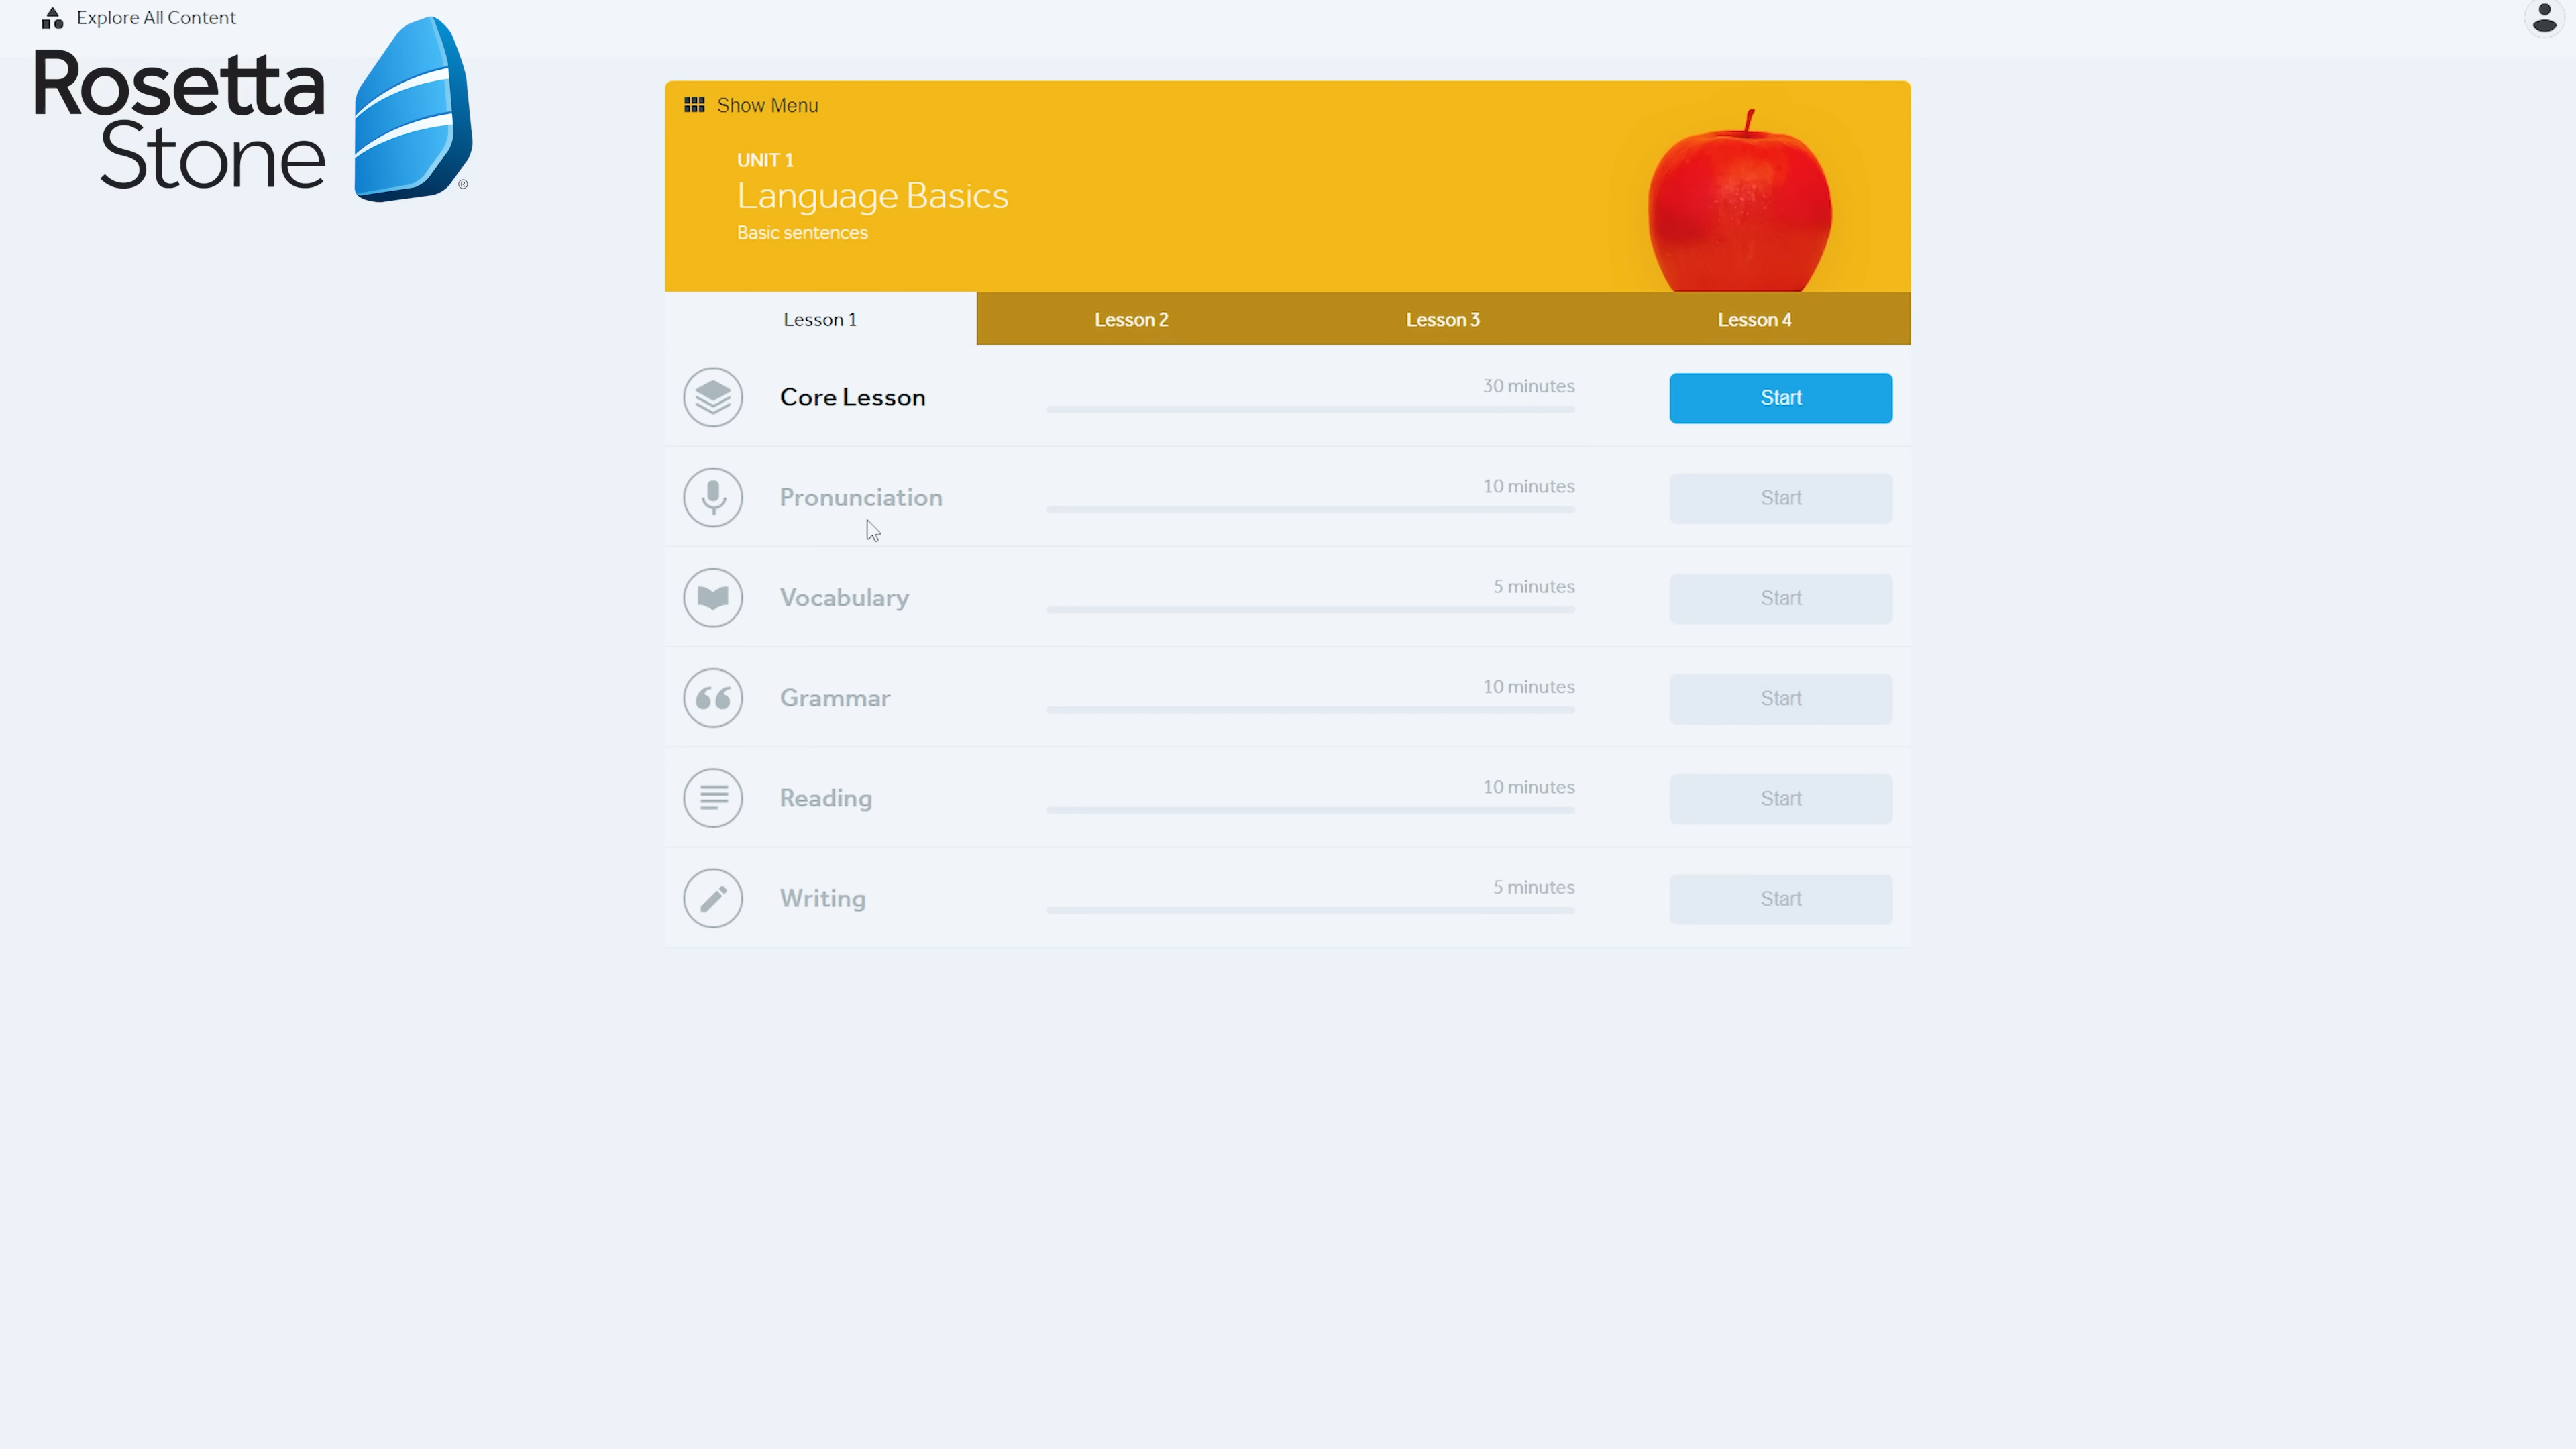 Explore All Content
Rosetta
Stone
®
Show Menu
UNIT 1
Language Basics
Basic sentences
Lesson 1
Lesson 2
Lesson 3
Lesson 4
Core Lesson
30 minutes
Start
Pronunciation
10 minutes
Start
Vocabulary
5 minutes
Start
Grammar
10 minutes
Start
Reading
10 minutes
Start
Writing
5 minutes
Start